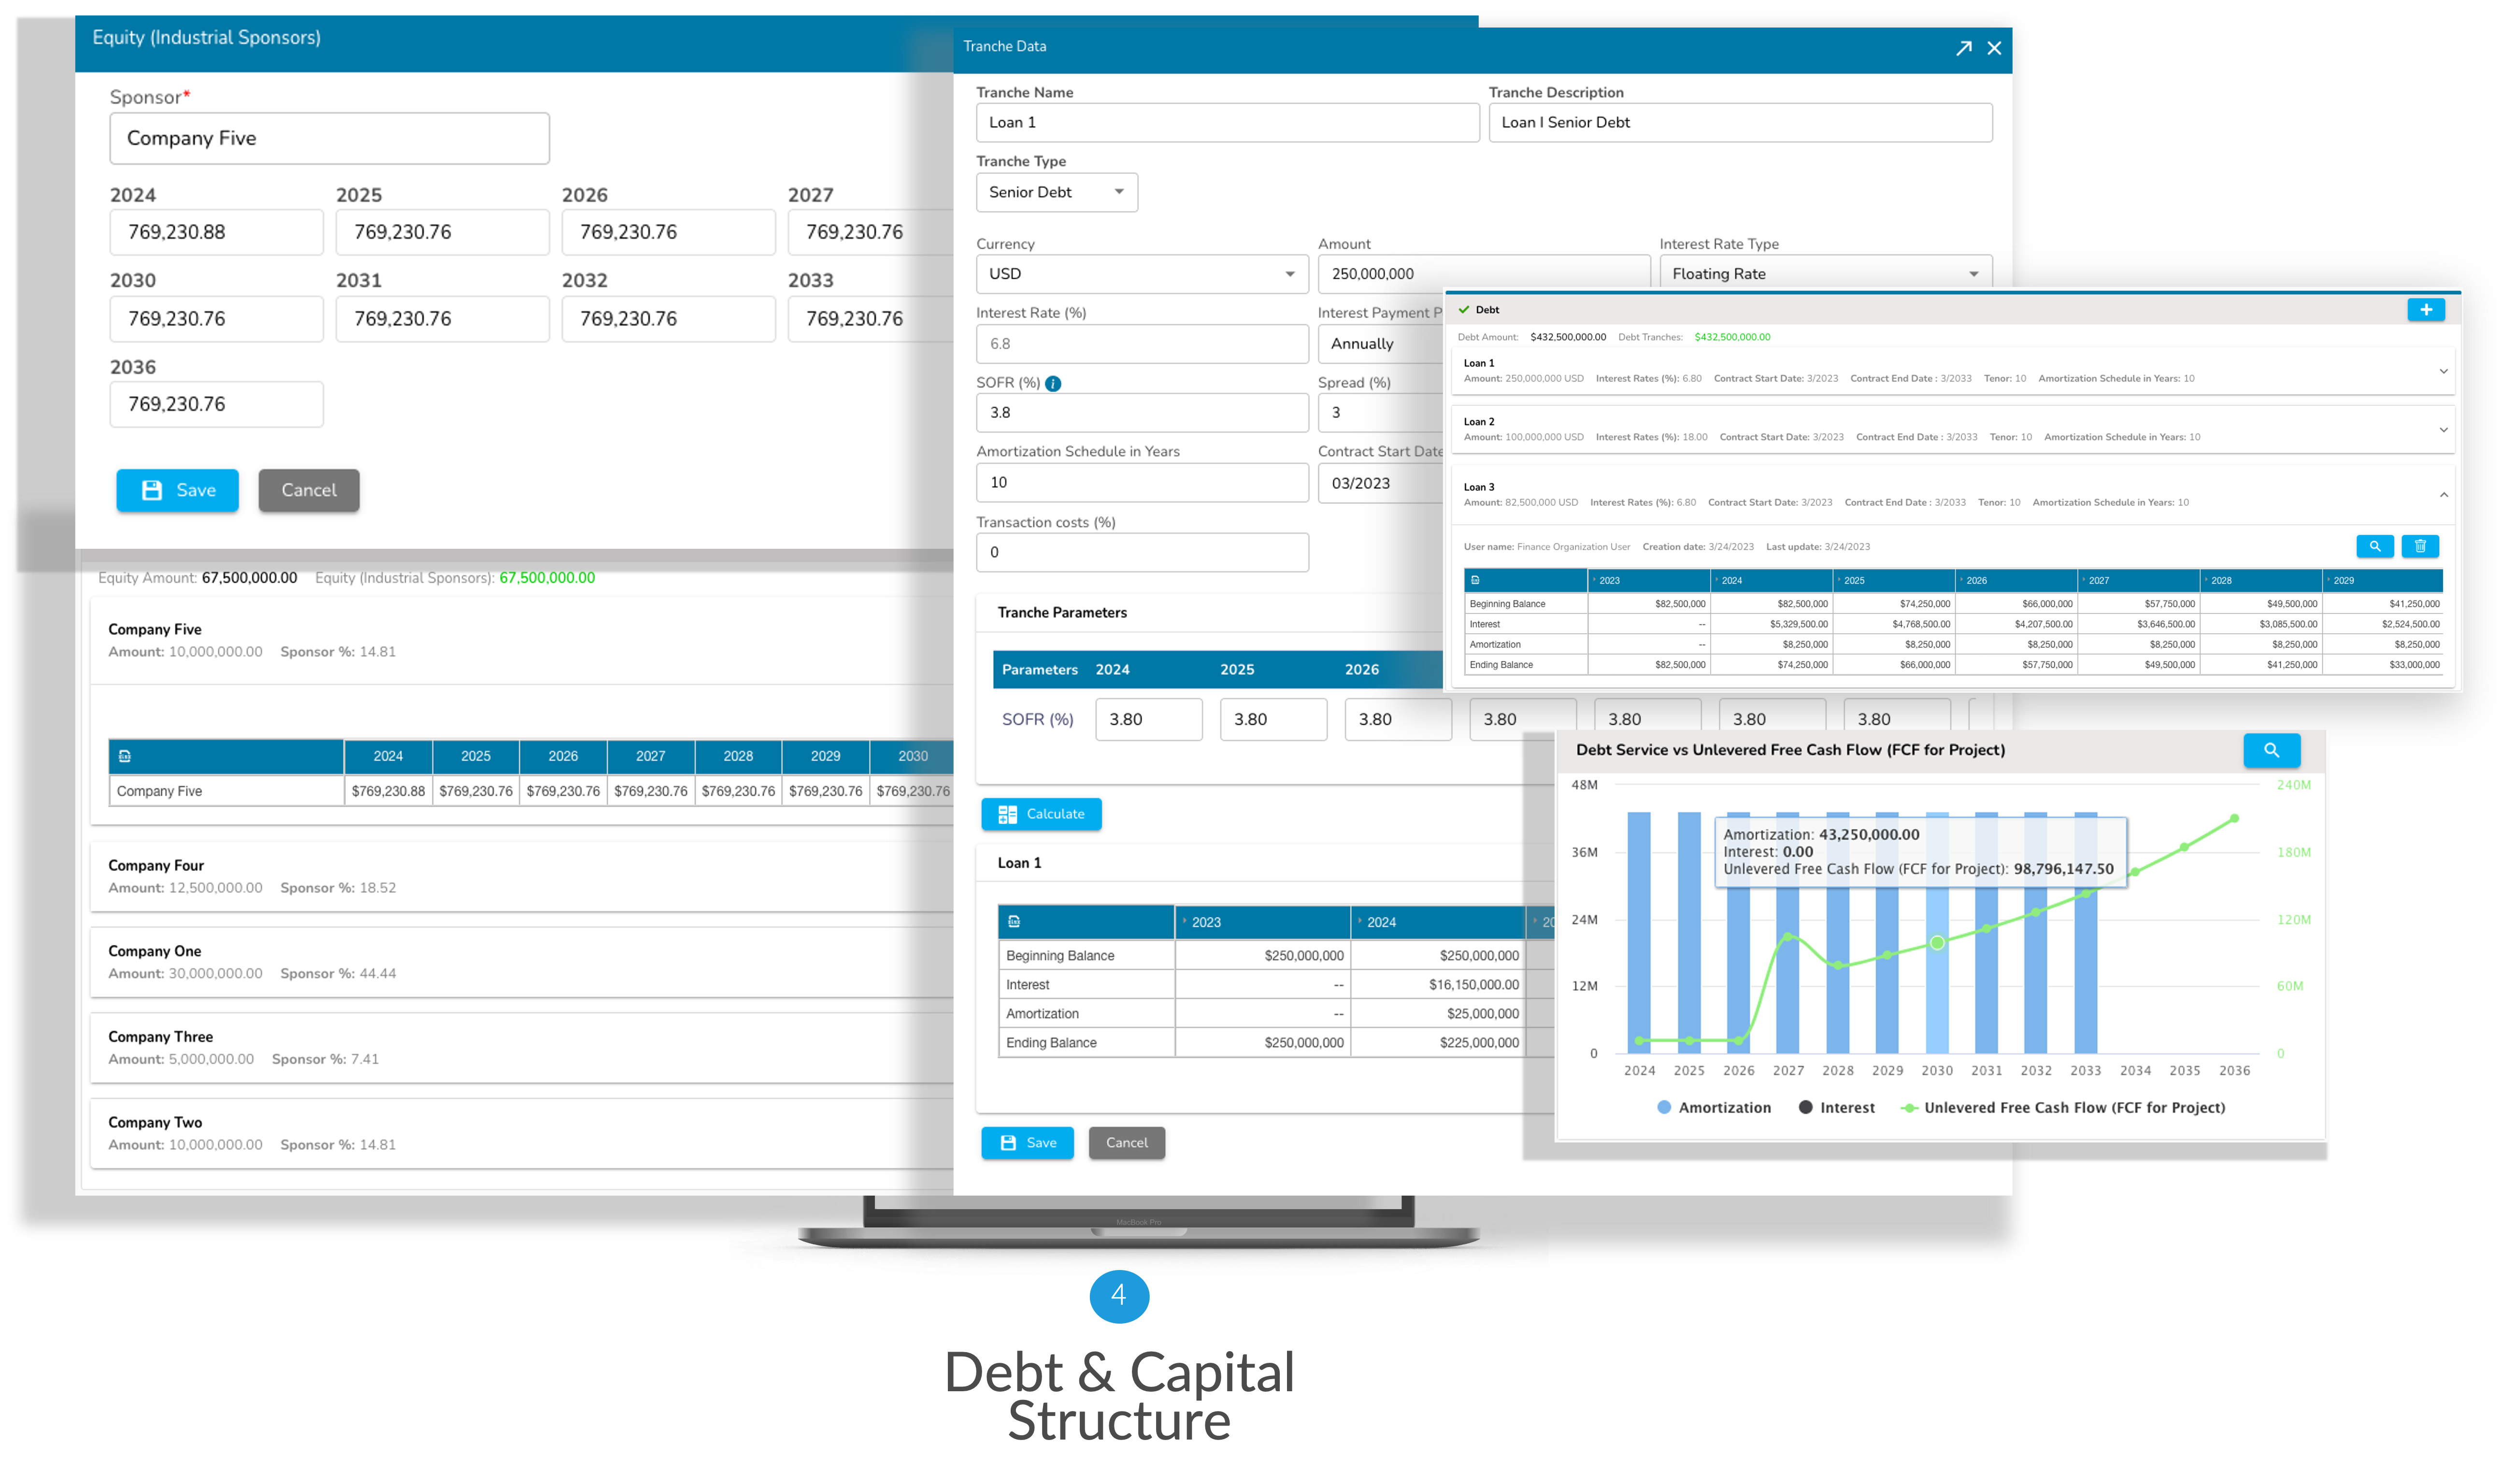 Equity (Industrial Sponsors)
Sponsor*
Company Five
2024 2025 2026 2027
769,230.88 769,230.76 769,230.76 769,230.76
2030 2031 2032 2033
769,230.76 769,230.76 769,230.76 769,230.76
2036
769,230.76
Save Cancel
Equity Amount: 67,500,000.00 Equity (Industrial Sponsors): 67,500,000.00
Company Five
Amount: 10,000,000.00 Sponsor %: 14.81
2024 2025 2026 2027 2028 2029 2030
Company Five $769,230.88 $769,230.76 $769,230.76 $769,230.76 $769,230.76 $769,230.76 $769,230.76
Company Four
Amount: 12,500,000.00 Sponsor %: 18.52
Company One
Amount: 30,000,000.00 Sponsor %: 44.44
Company Three
Amount: 5,000,000.00 Sponsor %: 7.41
Company Two
Amount: 10,000,000.00 Sponsor %: 14.81
Tranche Data
Tranche Name Tranche Description
Loan 1 Loan I Senior Debt
Tranche Type
Senior Debt
Currency Amount Interest Rate Type
USD 250,000,000 Floating Rate
Interest Rate (%) Interest Payment P
6.8 Annually
SOFR (%) i Spread (%)
3.8 3
Amortization Schedule in Years Contract Start Date
10 03/2023
Transaction costs (%)
0
Tranche Parameters
Parameters 2024 2025 2026
SOFR (%) 3.80 3.80 3.80 3.80 3.80 3.80 3.80
Calculate
Loan 1
2023 2024 20
Beginning Balance $250,000,000 $250,000,000
Interest -- $16,150,000.00
Amortization -- $25,000,000
Ending Balance $250,000,000 $225,000,000
Save Cancel
Debt
Debt Amount: $432,500,000.00 Debt Tranches: $432,500,000.00
Loan 1
Amount: 250,000,000 USD Interest Rates (%): 6.80 Contract Start Date: 3/2023 Contract End Date : 3/2033 Tenor: 10 Amortization Schedule in Years: 10
Loan 2
Amount: 100,000,000 USD Interest Rates (%): 18.00 Contract Start Date: 3/2023 Contract End Date : 3/2033 Tenor: 10 Amortization Schedule in Years: 10
Loan 3
Amount: 82,500,000 USD Interest Rates (%): 6.80 Contract Start Date: 3/2023 Contract End Date : 3/2033 Tenor: 10 Amortization Schedule in Years: 10
User name: Finance Organization User Creation date: 3/24/2023 Last update: 3/24/2023
2023 2024 2025 2026 2027 2028 2029
Beginning Balance $82,500,000 $82,500,000 $74,250,000 $66,000,000 $57,750,000 $49,500,000 $41,250,000
Interest -- $5,329,500.00 $4,768,500.00 $4,207,500.00 $3,646,500.00 $3,085,500.00 $2,524,500.00
Amortization -- $8,250,000 $8,250,000 $8,250,000 $8,250,000 $8,250,000 $8,250,000
Ending Balance $82,500,000 $74,250,000 $66,000,000 $57,750,000 $49,500,000 $41,250,000 $33,000,000
Debt Service vs Unlevered Free Cash Flow (FCF for Project)
48M 240M
Amortization: 43,250,000.00
Interest: 0.00
36M 180M
Unlevered Free Cash Flow (FCF for Project): 98,796,147.50
24M 120M
12M 60M
0 0
2024 2025 2026 2027 2028 2029 2030 2031 2032 2033 2034 2035 2036
Amortization Interest Unlevered Free Cash Flow (FCF for Project)
MacBook Pro
4
Debt & Capital
Structure